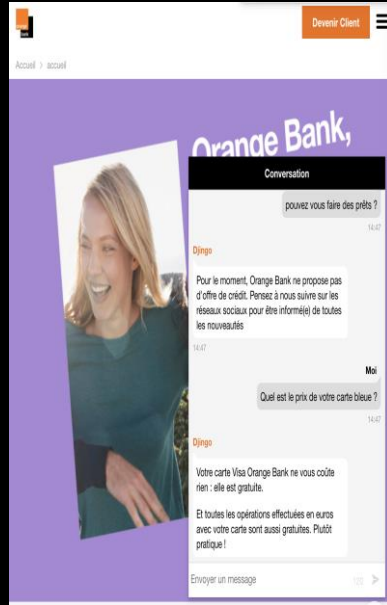 orange
bank
Devenir Client
Accueil > accueil
Orange Bank,
Conversation
pouvez vous faire des prêts ?
14:47
Djingo
Pour le moment, Orange Bank ne propose pas
d'offre de crédit. Pensez à nous suivre sur les
réseaux sociaux pour être informé(e) de toutes
les nouveautés
14:47
Moi
Quel est le prix de votre carte bleue ?
14:47
Djingo
Votre carte Visa Orange Bank ne vous coûte
rien : elle est gratuite.
Et toutes les opérations effectuées en euros
avec votre carte sont aussi gratuites. Plutôt
pratique !
Envoyer un message